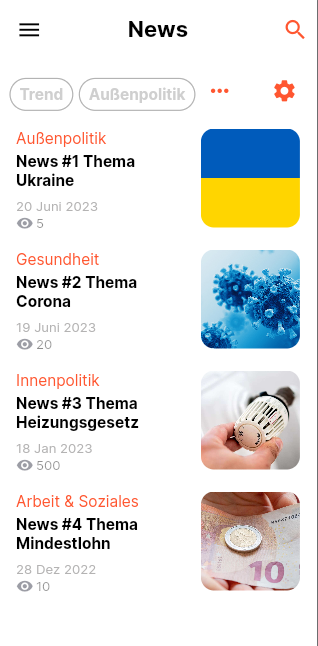 News
Trend
Außenpolitik
Außenpolitik
News #1 Thema
Ukraine
20 Juni 2023
5
Gesundheit
News #2 Thema
Corona
19 Juni 2023
20
Innenpolitik
News #3 Thema
Heizungsgesetz
18 Jan 2023
500
Arbeit & Soziales
News #4 Thema
Mindestlohn
28 Dez 2022
10
10